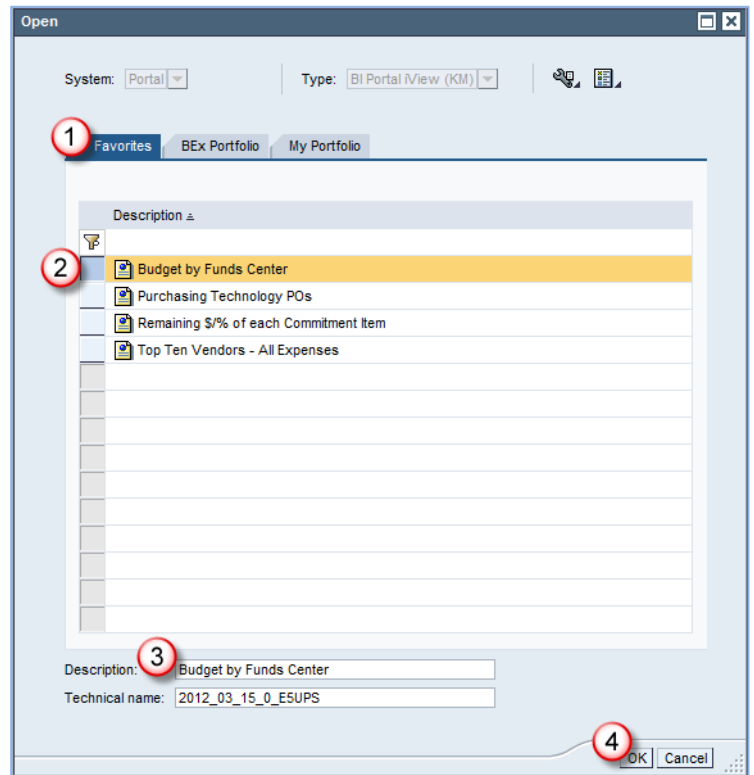 Open
System: Portal Type: BI Portal iView (KM)
1
Favorites BEx Portfolio My Portfolio
Description
2
Budget by Funds Center
Purchasing Technology POs
Remaining $/% of each Commitment Item
Top Ten Vendors - All Expenses
3
Description: Budget by Funds Center
Technical name: 2012_03_15_0_E5UPS
4
OK Cancel